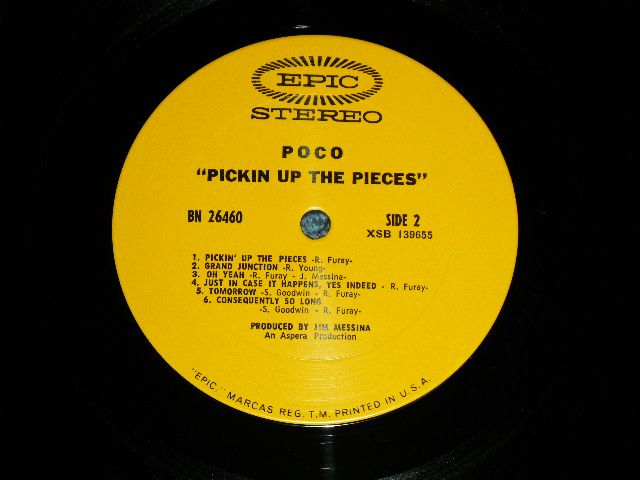 EPIC
STEREO
POCO
"PICKIN UP THE PIECES"
BN 26460
SIDE 2
XSB 139655
1. PICKIN' UP THE PIECES -R. Furay-
2. GRAND JUNCTION -R. Young-
3. OH YEAH -R. Furay - J. Messina-
4. JUST IN CASE IT HAPPENS, YES INDEED - R. Furay-
5. TOMORROW -S. Goodwin - R. Furay-
6. CONSEQUENTLY SO LONG
-S. Goodwin - R. Furay-
PRODUCED BY JIM MESSINA
An Aspera Production
"EPIC," MARCAS REG. T.M. PRINTED IN U.S.A.